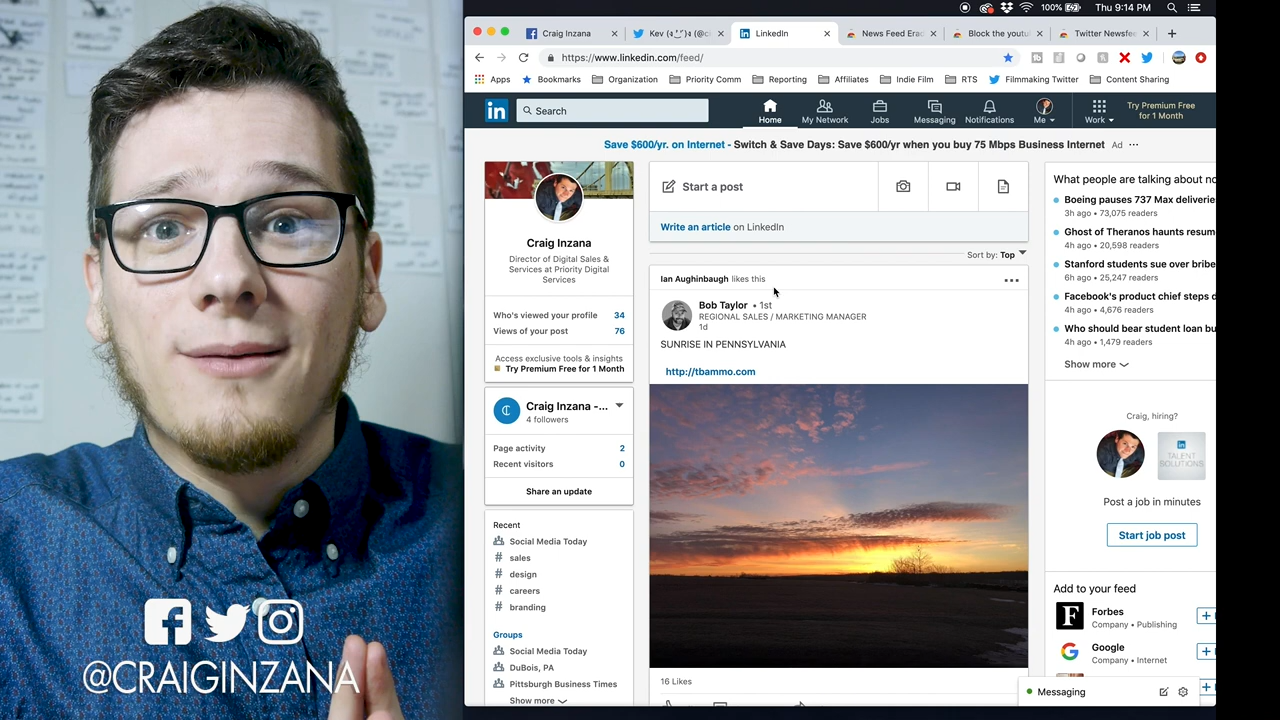 @CRAIGINZANA
100%
Thu 9:14 PM
Craig Inzana
LinkedIn
News Feed Erac
Block the youtu
Twitter Newsfe
https://www.linkedin.com/feed/
Apps
Bookmarks
Organization
Priority Comm
Reporting
Affiliates
Indie Film
RTS
Filmmaking Twitter
Content Sharing
in
Search
Home
My Network
Jobs
Messaging
Notifications
Me
Work
Try Premium Free
for 1 Month
Save $600/yr. on Internet - Switch & Save Days: Save $600/yr when you buy 75 Mbps Business Internet Ad
Craig Inzana
Director of Digital Sales &
Services at Priority Digital
Services
Who's viewed your profile 34
Views of your post 76
Access exclusive tools & insights
Try Premium Free for 1 Month
Craig Inzana -...
4 followers
Page activity 2
Recent visitors 0
Share an update
Recent
Social Media Today
# sales
# design
# careers
# branding
Groups
Social Media Today
DuBois, PA
Pittsburgh Business Times
Show more
Start a post
Write an article on LinkedIn
Sort by: Top
Ian Aughinbaugh likes this
Bob Taylor • 1st
REGIONAL SALES / MARKETING MANAGER
1d
SUNRISE IN PENNSYLVANIA
http://tbammo.com
16 Likes
What people are talking about no
Boeing pauses 737 Max deliverie
3h ago • 73,075 readers
Ghost of Theranos haunts resum
4h ago • 20,598 readers
Stanford students sue over bribe
6h ago • 25,247 readers
Facebook's product chief steps d
4h ago • 4,676 readers
Who should bear student loan bu
4h ago • 1,479 readers
Show more
Craig, hiring?
in
TALENT
SOLUTIONS
Post a job in minutes
Start job post
Add to your feed
Forbes
Company • Publishing
Google
Company • Internet
Messaging